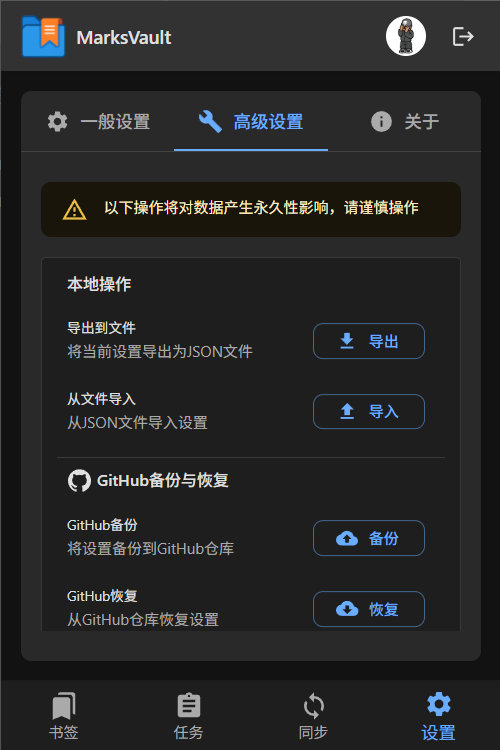 MarksVault
一般设置
高级设置
关于
以下操作将对数据产生永久性影响，请谨慎操作
本地操作
导出到文件
将当前设置导出为JSON文件
导出
从文件导入
从JSON文件导入设置
导入
GitHub备份与恢复
GitHub备份
将设置备份到GitHub仓库
备份
GitHub恢复
从GitHub仓库恢复设置
恢复
书签
任务
同步
设置